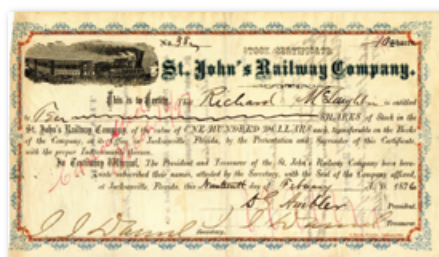 No. 38
STOCK CERTIFICATE
10 SHARES
St. John's Railway Company.
This is to Certify, That Richard McLaughlin is entitled
to Ten SHARES of Stock in the
St. John's Railway Company, of the value of ONE HUNDRED DOLLARS each, transferable on the Books
of the Company, at its office in Jacksonville, Florida, by the Presentation and Surrender of this Certificate
with the proper Indorsements thereon.
In Testimony Whereof, The President and Treasurer of the St. John's Railway Company have here-
unto subscribed their names, attested by the Secretary, with the Seal of the Company affixed,
at Jacksonville, Florida, this day of February A.D. 1876
President.
Treasurer
Secretary.